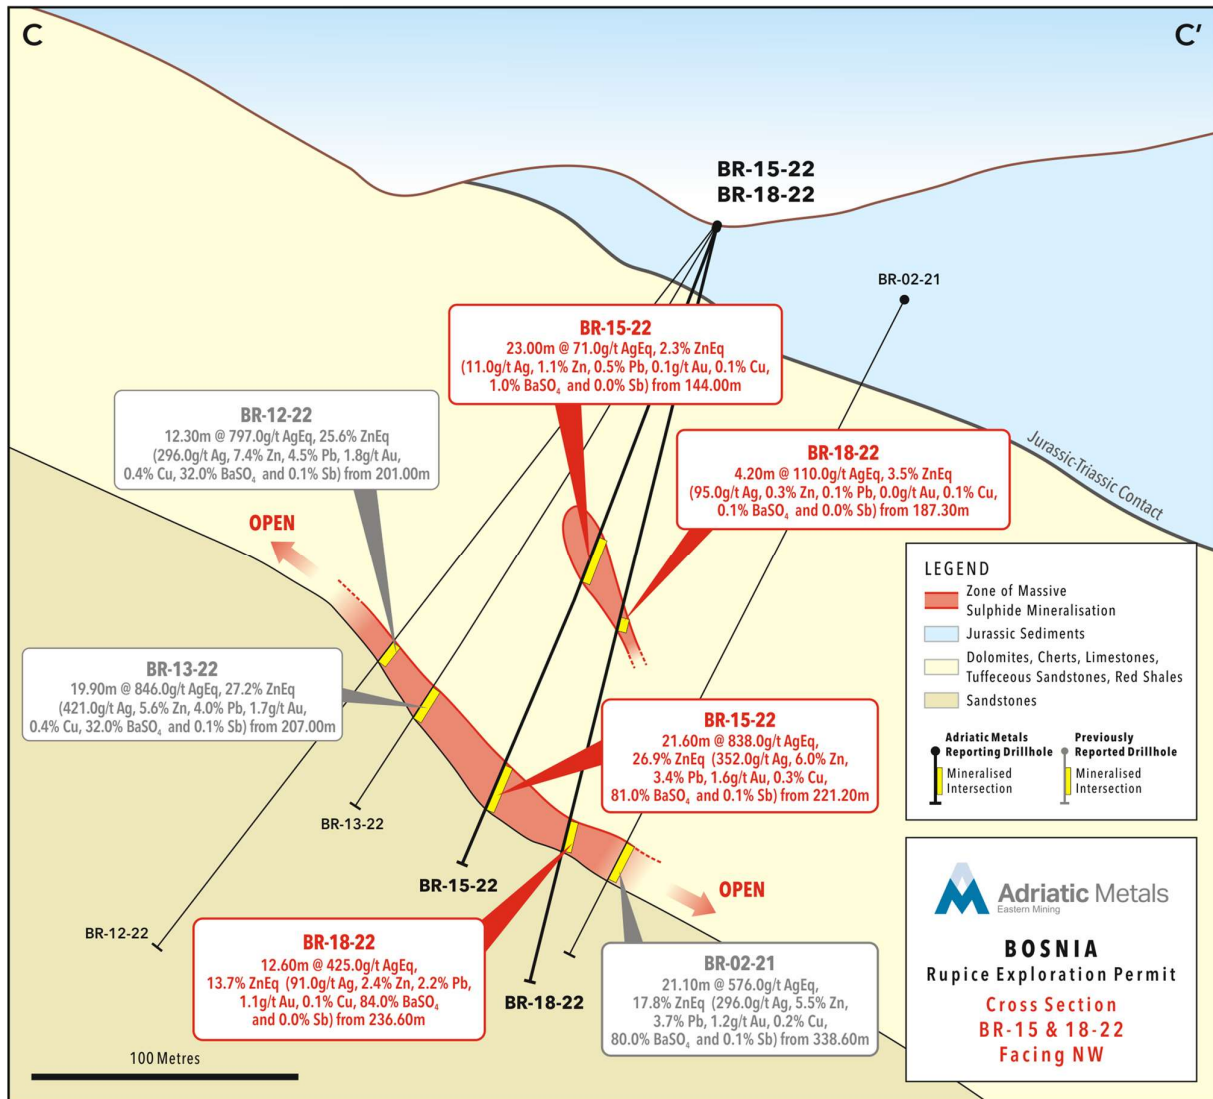 C
C'
BR-15-22
BR-18-22
BR-02-21
BR-15-22
23.00m @ 71.0g/t AgEq, 2.3% ZnEq
(11.0g/t Ag, 1.1% Zn, 0.5% Pb, 0.1g/t Au, 0.1% Cu,
1.0% BaSO₄ and 0.0% Sb) from 144.00m
BR-12-22
12.30m @ 797.0g/t AgEq, 25.6% ZnEq
(296.0g/t Ag, 7.4% Zn, 4.5% Pb, 1.8g/t Au,
0.4% Cu, 32.0% BaSO₄ and 0.1% Sb) from 201.00m
BR-18-22
4.20m @ 110.0g/t AgEq, 3.5% ZnEq
(95.0g/t Ag, 0.3% Zn, 0.1% Pb, 0.0g/t Au, 0.1% Cu,
0.1% BaSO₄ and 0.0% Sb) from 187.30m
Jurassic-Triassic Contact
OPEN
LEGEND
Zone of Massive
Sulphide Mineralisation
Jurassic Sediments
Dolomites, Cherts, Limestones,
Tuffeceous Sandstones, Red Shales
Sandstones
Adriatic Metals
Reporting Drillhole
Mineralised
Intersection
Previously
Reported Drillhole
Mineralised
Intersection
BR-13-22
19.90m @ 846.0g/t AgEq, 27.2% ZnEq
(421.0g/t Ag, 5.6% Zn, 4.0% Pb, 1.7g/t Au,
0.4% Cu, 32.0% BaSO₄ and 0.1% Sb) from 207.00m
BR-15-22
21.60m @ 838.0g/t AgEq,
26.9% ZnEq (352.0g/t Ag, 6.0% Zn,
3.4% Pb, 1.6g/t Au, 0.3% Cu,
81.0% BaSO₄ and 0.1% Sb) from 221.20m
BR-13-22
BR-15-22
OPEN
BR-12-22
BR-18-22
12.60m @ 425.0g/t AgEq,
13.7% ZnEq (91.0g/t Ag, 2.4% Zn, 2.2% Pb,
1.1g/t Au, 0.1% Cu, 84.0% BaSO₄
and 0.0% Sb) from 236.60m
BR-18-22
BR-02-21
21.10m @ 576.0g/t AgEq,
17.8% ZnEq (296.0g/t Ag, 5.5% Zn,
3.7% Pb, 1.2g/t Au, 0.2% Cu,
80.0% BaSO₄ and 0.1% Sb) from 338.60m
Adriatic Metals
Eastern Mining
BOSNIA
Rupice Exploration Permit
Cross Section
BR-15 & 18-22
Facing NW
100 Metres